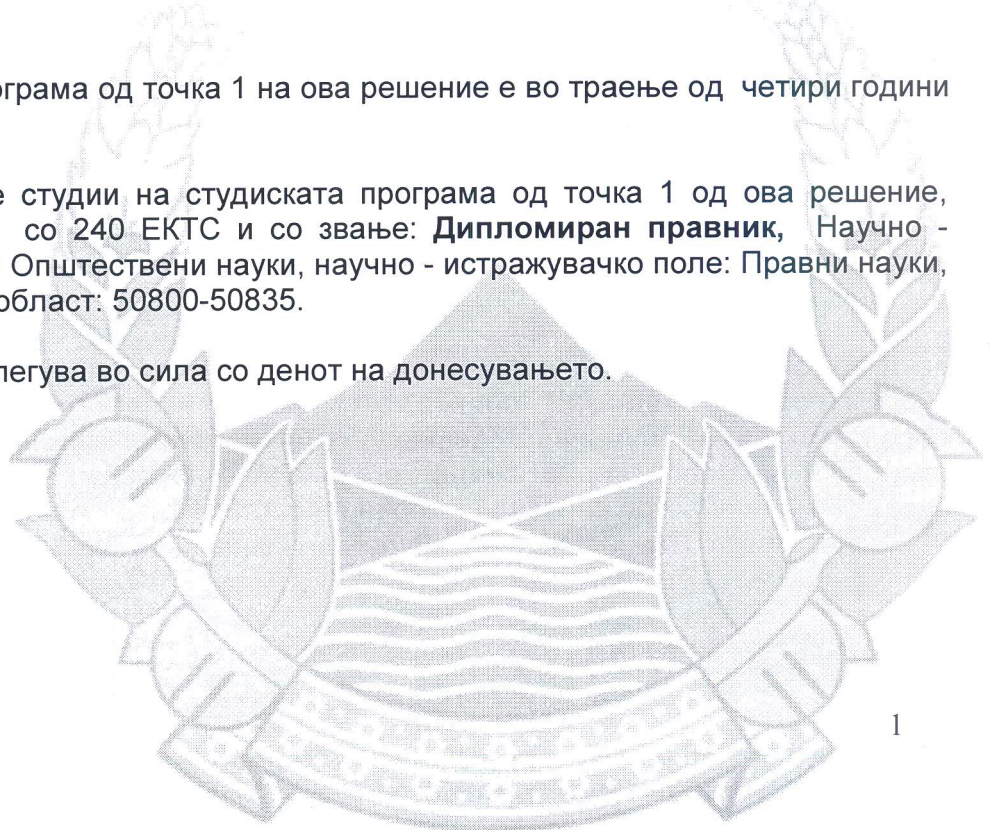 ограма од точка 1 на ова решение е во траење од четири години
е студии на студиската програма од точка 1 од ова решение,
со 240 ЕКТС и со звање: Дипломиран правник, Научно -
Општествени науки, научно - истражувачко поле: Правни науки,
област: 50800-50835.
легува во сила со денот на донесувањето.
1